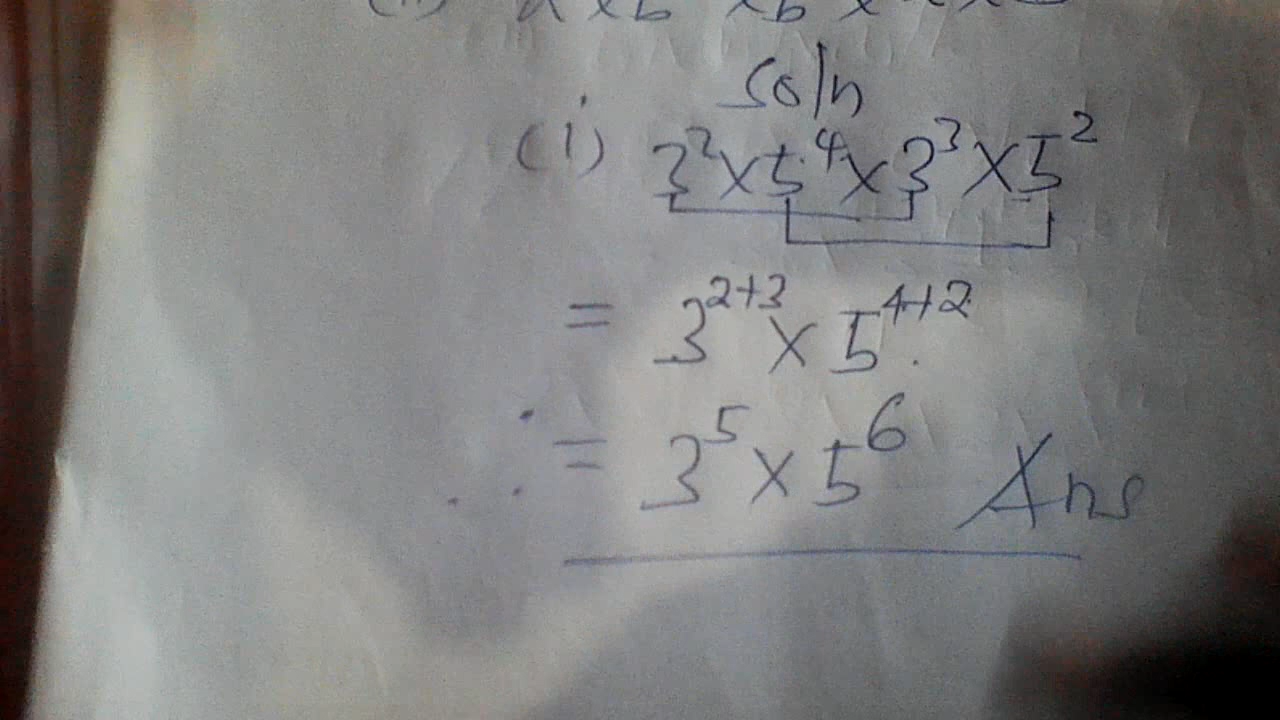 soln
(i) 3² × 5⁴ × 3³ × 5²
= 3²⁺³ × 5⁴⁺²
∴ = 3⁵ × 5⁶ Ans